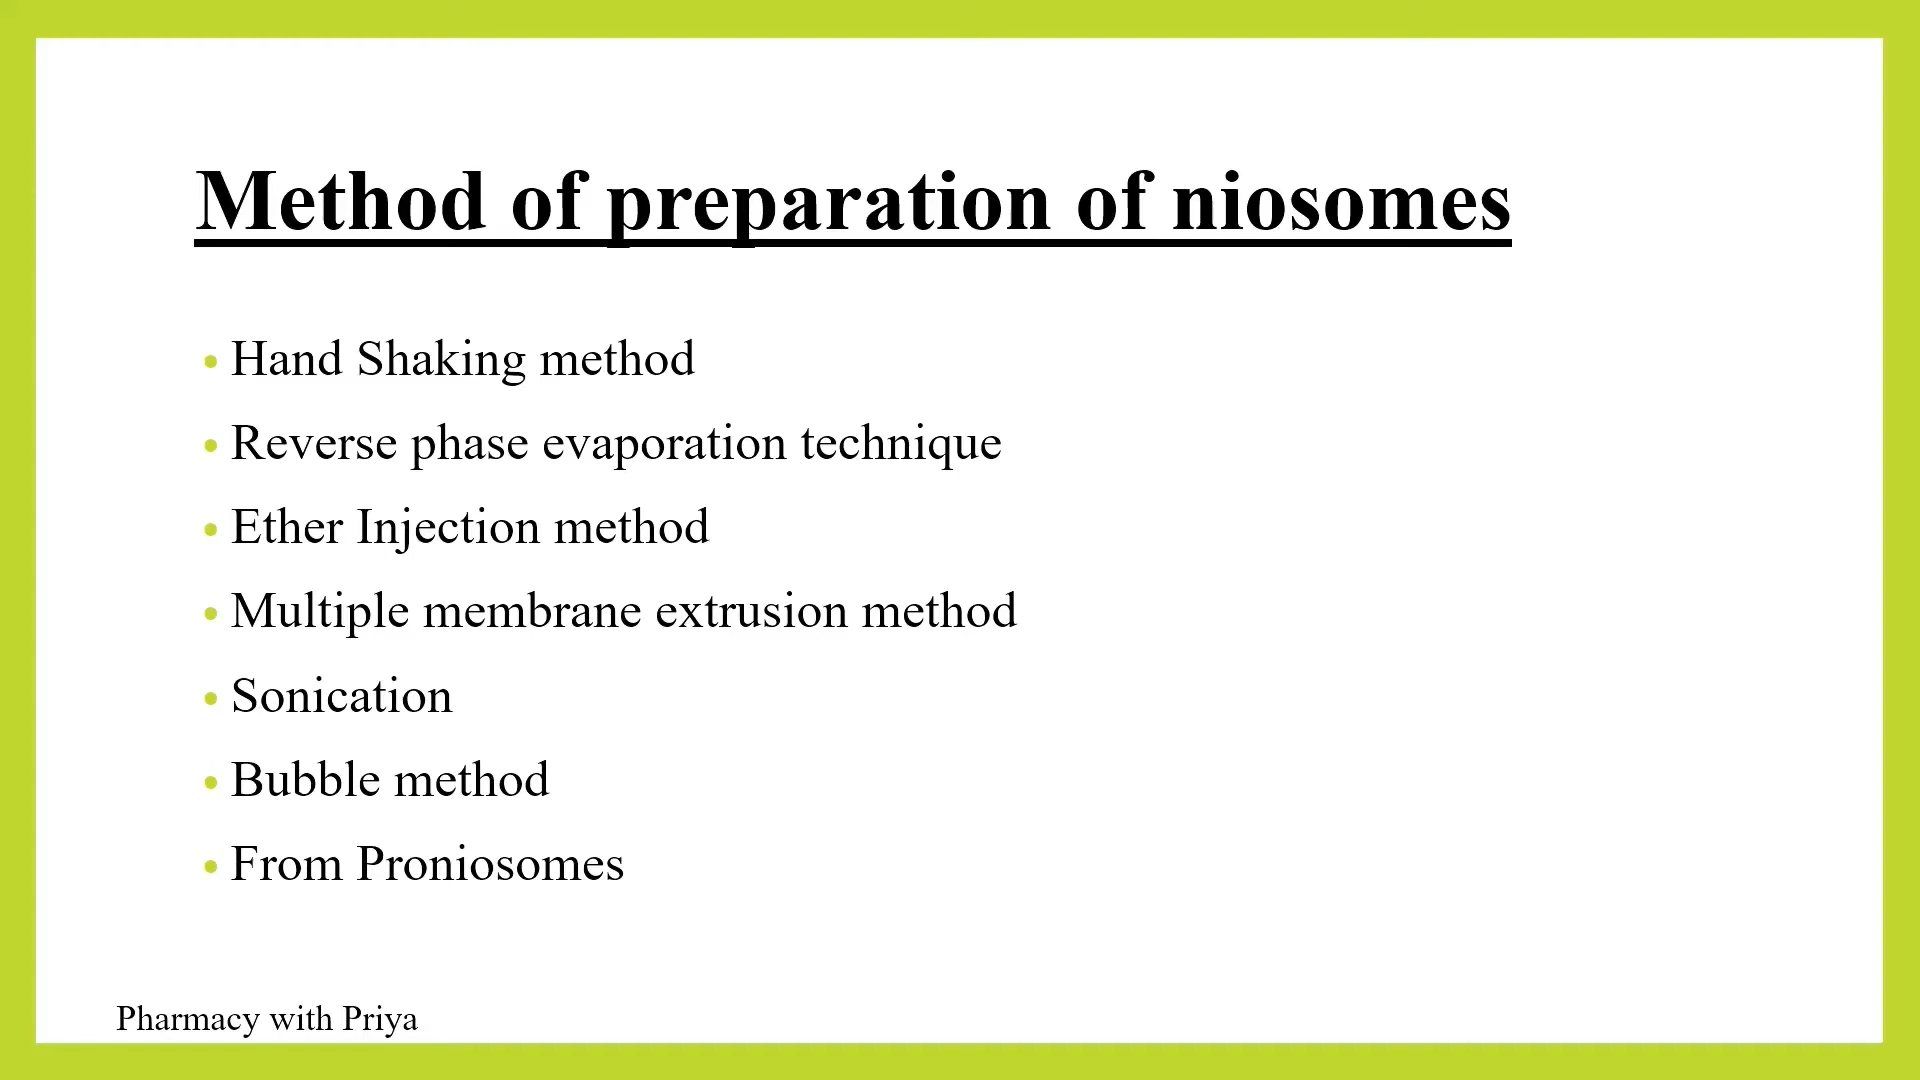 Method of preparation of niosomes
• Hand Shaking method
• Reverse phase evaporation technique
• Ether Injection method
• Multiple membrane extrusion method
• Sonication
• Bubble method
• From Proniosomes
Pharmacy with Priya